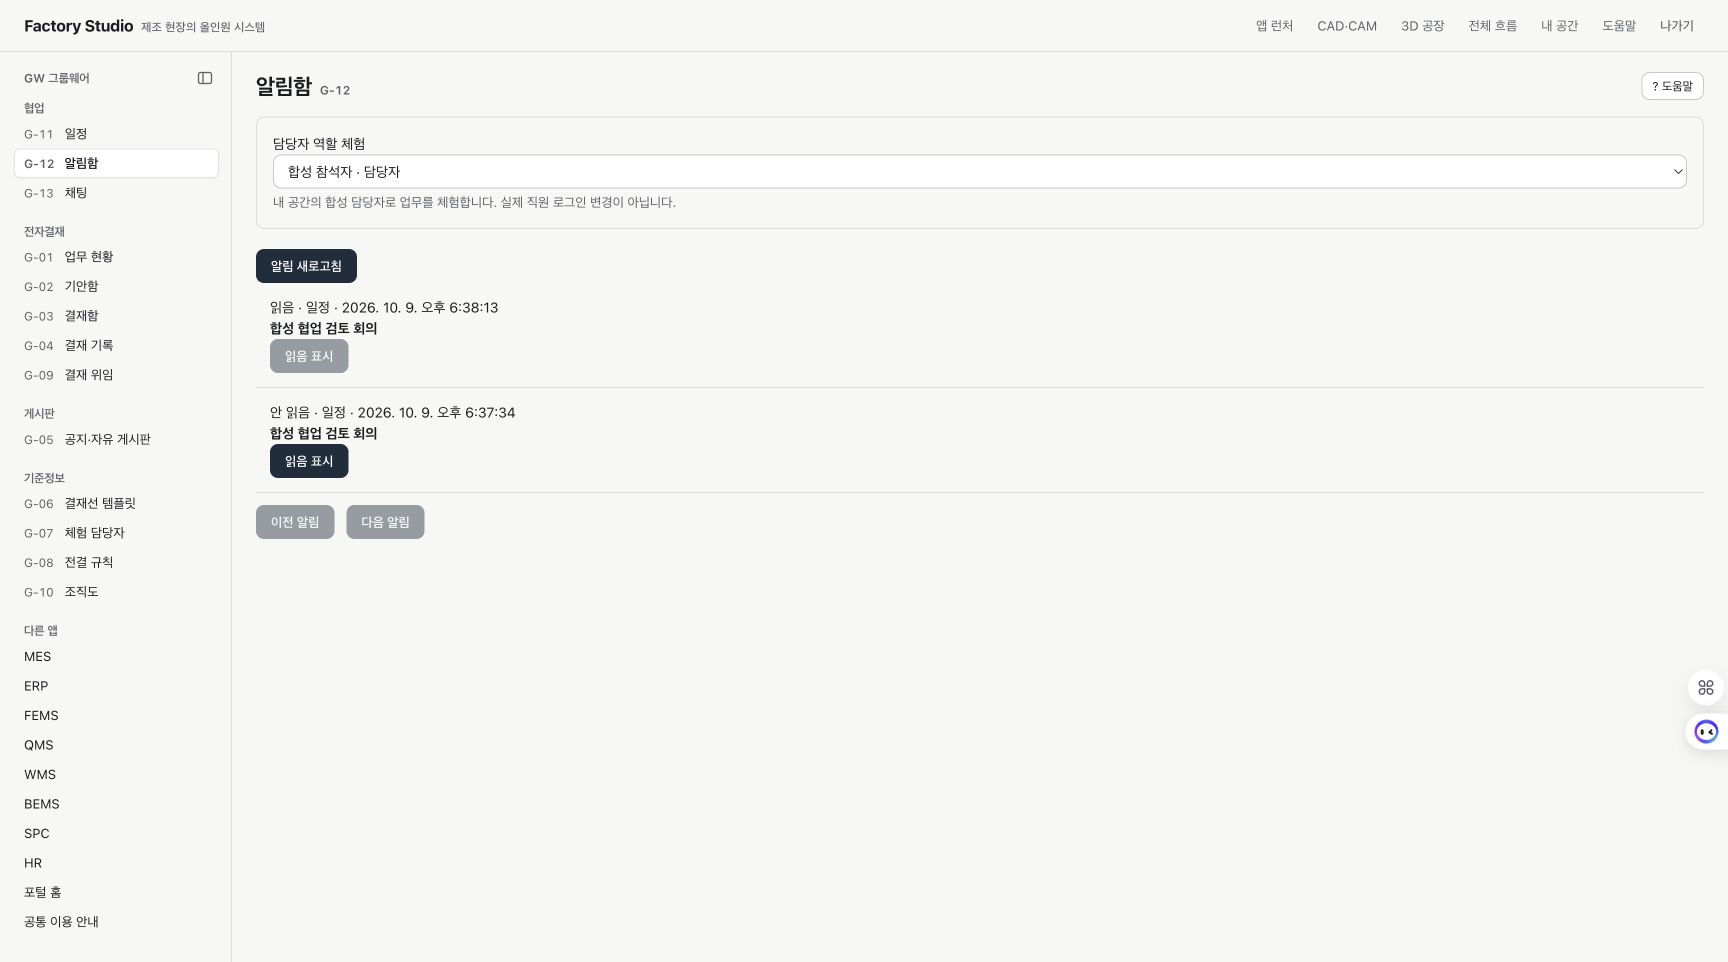 Factory Studio 제조 현장의 올인원 시스템
앱 런처 CAD·CAM 3D 공장 전체 흐름 내 공간 도움말 나가기
GW 그룹웨어
협업
G-11 일정
G-12 알림함
G-13 채팅
전자결재
G-01 업무 현황
G-02 기안함
G-03 결재함
G-04 결재 기록
G-09 결재 위임
게시판
G-05 공지·자유 게시판
기준정보
G-06 결재선 템플릿
G-07 체험 담당자
G-08 전결 규칙
G-10 조직도
다른 앱
MES
ERP
FEMS
QMS
WMS
BEMS
SPC
HR
포털 홈
공통 이용 안내
알림함 G-12
? 도움말
담당자 역할 체험
합성 참석자 · 담당자
내 공간의 합성 담당자로 업무를 체험합니다. 실제 직원 로그인 변경이 아닙니다.
알림 새로고침
읽음 · 일정 · 2026. 10. 9. 오후 6:38:13
합성 협업 검토 회의
읽음 표시
안 읽음 · 일정 · 2026. 10. 9. 오후 6:37:34
합성 협업 검토 회의
읽음 표시
이전 알림 다음 알림